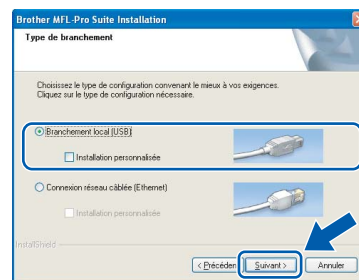 Brother MFL-Pro Suite Installation
Type de branchement
Choisissez le type de configuration convenant le mieux à vos exigences.
Cliquez sur le type de configuration nécessaire.
Branchement local (USB)
Installation personnalisée
Connexion réseau câblée (Ethernet)
Installation personnalisée
InstallShield
< Précéden
Suivant >
Annuler